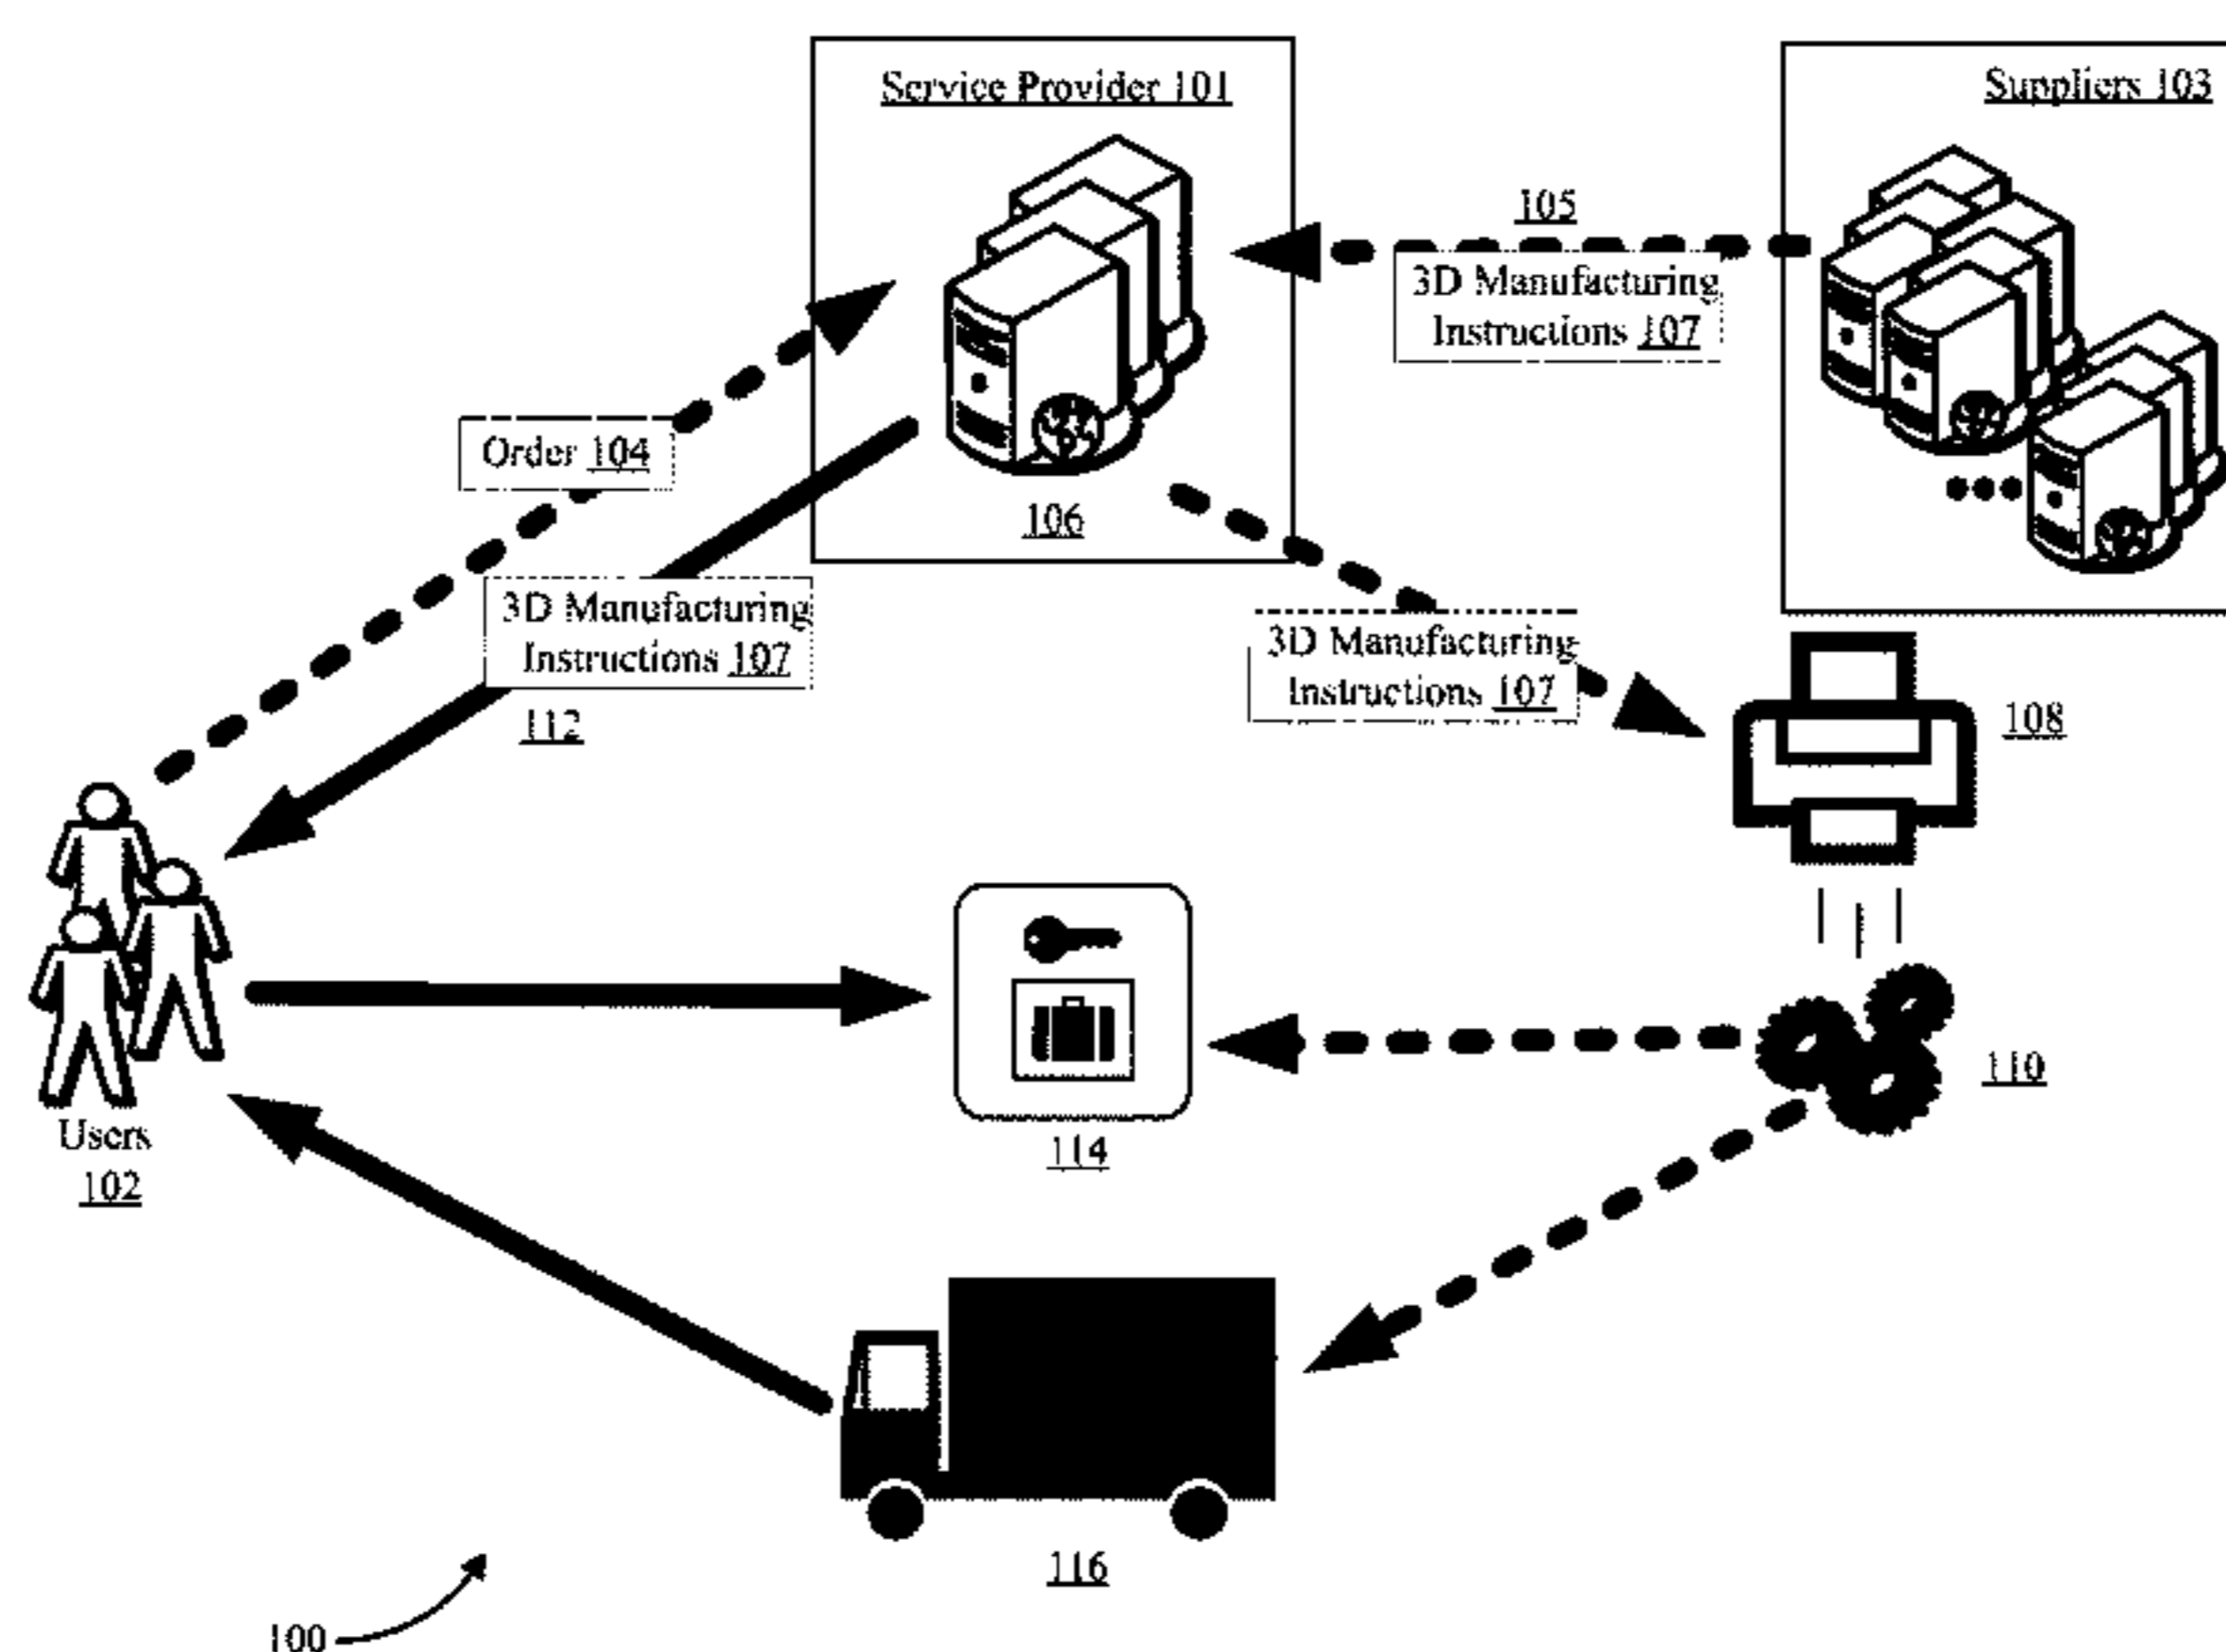 Service Provider 101
Suppliers 103
105
3D Manufacturing
Instructions 107
Order 104
106
3D Manufacturing
Instructions 107
112
3D Manufacturing
Instructions 107
108
110
Users
102
114
116
100